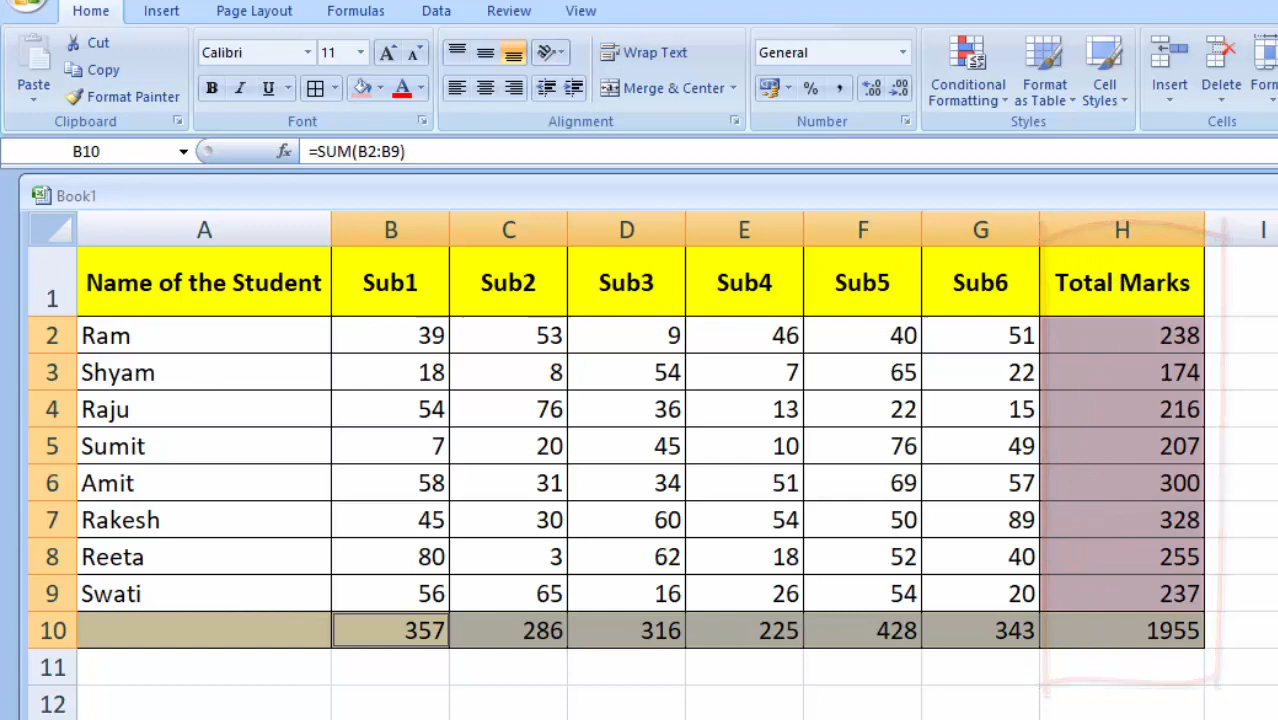 Home Insert Page Layout Formulas Data Review View
Cut
Copy
Format Painter
Paste
Clipboard
Calibri 11 A A
B I U A
Font
Wrap Text
Merge & Center
Alignment
General
% ,
Number
Conditional Formatting
Format as Table
Cell Styles
Styles
Insert Delete
Cells
B10 fx =SUM(B2:B9)
Book1
A B C D E F G H I
1 Name of the Student Sub1 Sub2 Sub3 Sub4 Sub5 Sub6 Total Marks
2 Ram 39 53 9 46 40 51 238
3 Shyam 18 8 54 7 65 22 174
4 Raju 54 76 36 13 22 15 216
5 Sumit 7 20 45 10 76 49 207
6 Amit 58 31 34 51 69 57 300
7 Rakesh 45 30 60 54 50 89 328
8 Reeta 80 3 62 18 52 40 255
9 Swati 56 65 16 26 54 20 237
10 357 286 316 225 428 343 1955
11
12